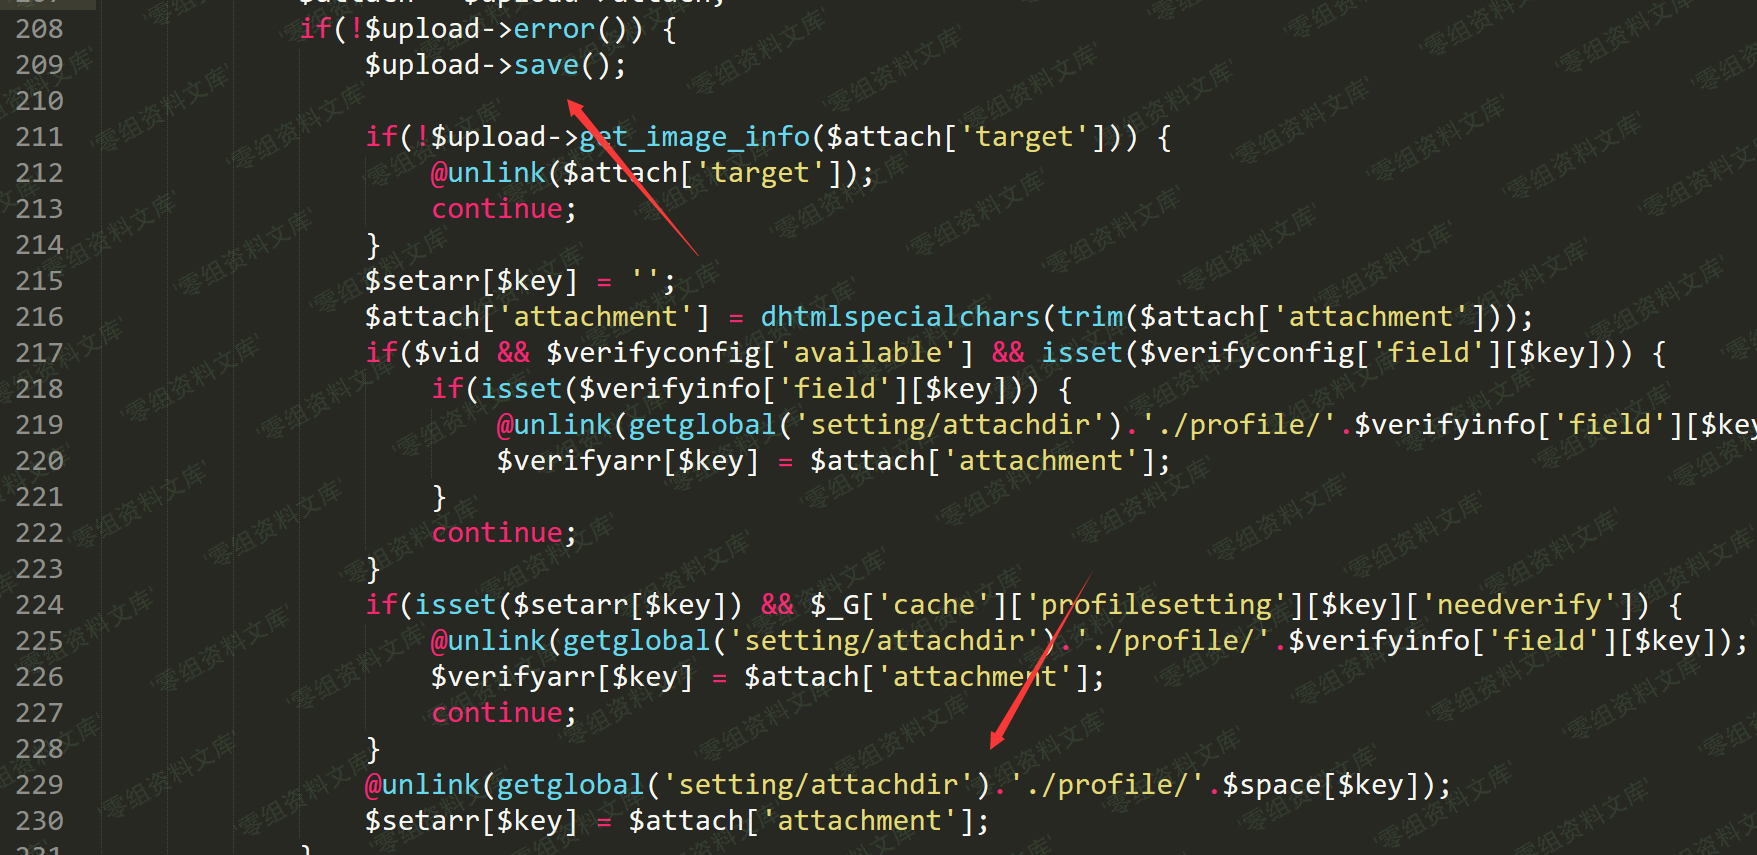 $attach = $upload->attach;
208 if(!$upload->error()) {
209 $upload->save();
210
211 if(!$upload->get_image_info($attach['target'])) {
212 @unlink($attach['target']);
213 continue;
214 }
215 $setarr[$key] = '';
216 $attach['attachment'] = dhtmlspecialchars(trim($attach['attachment']));
217 if($vid && $verifyconfig['available'] && isset($verifyconfig['field'][$key])) {
218 if(isset($verifyinfo['field'][$key])) {
219 @unlink(getglobal('setting/attachdir').'./profile/'.$verifyinfo['field'][$key
220 $verifyarr[$key] = $attach['attachment'];
221 }
222 continue;
223 }
224 if(isset($setarr[$key]) && $_G['cache']['profilesetting'][$key]['needverify']) {
225 @unlink(getglobal('setting/attachdir').'./profile/'.$verifyinfo['field'][$key]);
226 $verifyarr[$key] = $attach['attachment'];
227 continue;
228 }
229 @unlink(getglobal('setting/attachdir').'./profile/'.$space[$key]);
230 $setarr[$key] = $attach['attachment'];
231 }
'零组资料文库'